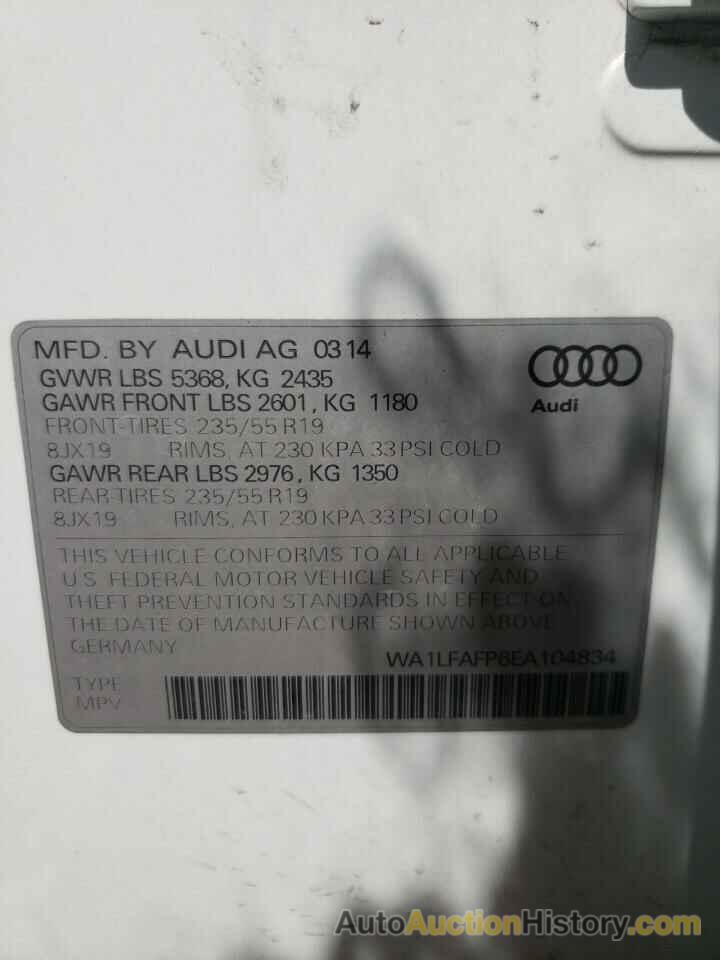 MFD. BY AUDI AG 0314
GVWR LBS 5368, KG 2435
GAWR FRONT LBS 2601, KG 1180
FRONT-TIRES 235/55 R19
8JX19 RIMS, AT 230 KPA 33 PSI COLD
GAWR REAR LBS 2976, KG 1350
REAR-TIRES 235/55 R19
8JX19 RIMS, AT 230 KPA 33 PSI COLD
Audi
THIS VEHICLE CONFORMS TO ALL APPLICABLE
U.S. FEDERAL MOTOR VEHICLE SAFETY AND
THEFT PREVENTION STANDARDS IN EFFECT ON
THE DATE OF MANUFACTURE SHOWN ABOVE
GERMANY
WA1LFAFP6EA104834
TYPE
MPV
AutoAuctionHistory.com